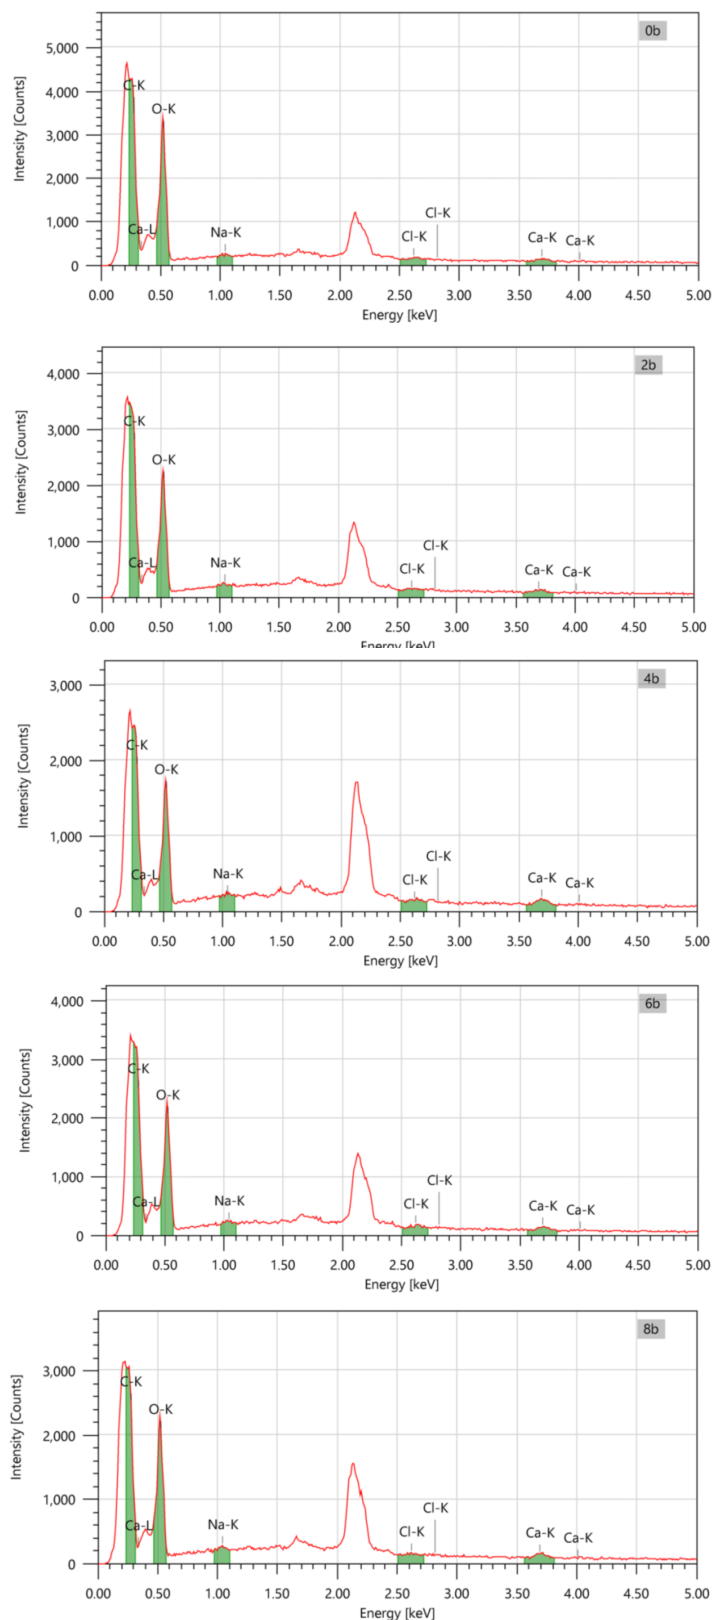 0b
Intensity [Counts]
5,000
4,000
3,000
2,000
1,000
0
C-K
O-K
Ca-L
Na-K
Cl-K
Cl-K
Ca-K
Ca-K
0.00 0.50 1.00 1.50 2.00 2.50 3.00 3.50 4.00 4.50 5.00
Energy [keV]
2b
Intensity [Counts]
4,000
3,000
2,000
1,000
0
C-K
O-K
Ca-L
Na-K
Cl-K
Cl-K
Ca-K
Ca-K
0.00 0.50 1.00 1.50 2.00 2.50 3.00 3.50 4.00 4.50 5.00
Energy [keV]
4b
Intensity [Counts]
3,000
2,000
1,000
0
C-K
O-K
Ca-L
Na-K
Cl-K
Cl-K
Ca-K
Ca-K
0.00 0.50 1.00 1.50 2.00 2.50 3.00 3.50 4.00 4.50 5.00
Energy [keV]
6b
Intensity [Counts]
4,000
3,000
2,000
1,000
0
C-K
O-K
Ca-L
Na-K
Cl-K
Cl-K
Ca-K
Ca-K
0.00 0.50 1.00 1.50 2.00 2.50 3.00 3.50 4.00 4.50 5.00
Energy [keV]
8b
Intensity [Counts]
3,000
2,000
1,000
0
C-K
O-K
Ca-L
Na-K
Cl-K
Cl-K
Ca-K
Ca-K
0.00 0.50 1.00 1.50 2.00 2.50 3.00 3.50 4.00 4.50 5.00
Energy [keV]